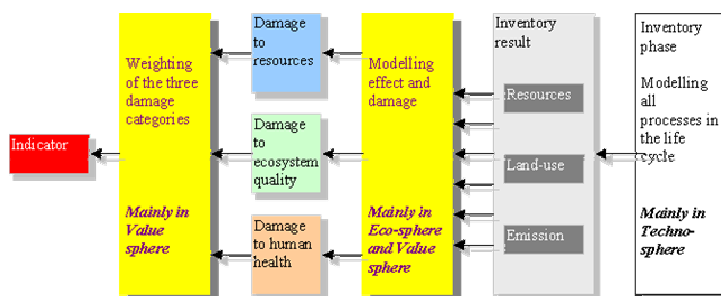 Indicator
Weighting
of the three
damage
categories
Mainly in
Value
sphere
Damage
to
resources
Damage
to
ecosystem
quality
Damage
to human
health
Modelling
effect and
damage
Mainly in
Eco-sphere
and Value
sphere
Inventory
result
Resources
Land-use
Emission
Inventory
phase
Modelling
all
processes in
the life
cycle
Mainly in
Techno-
sphere